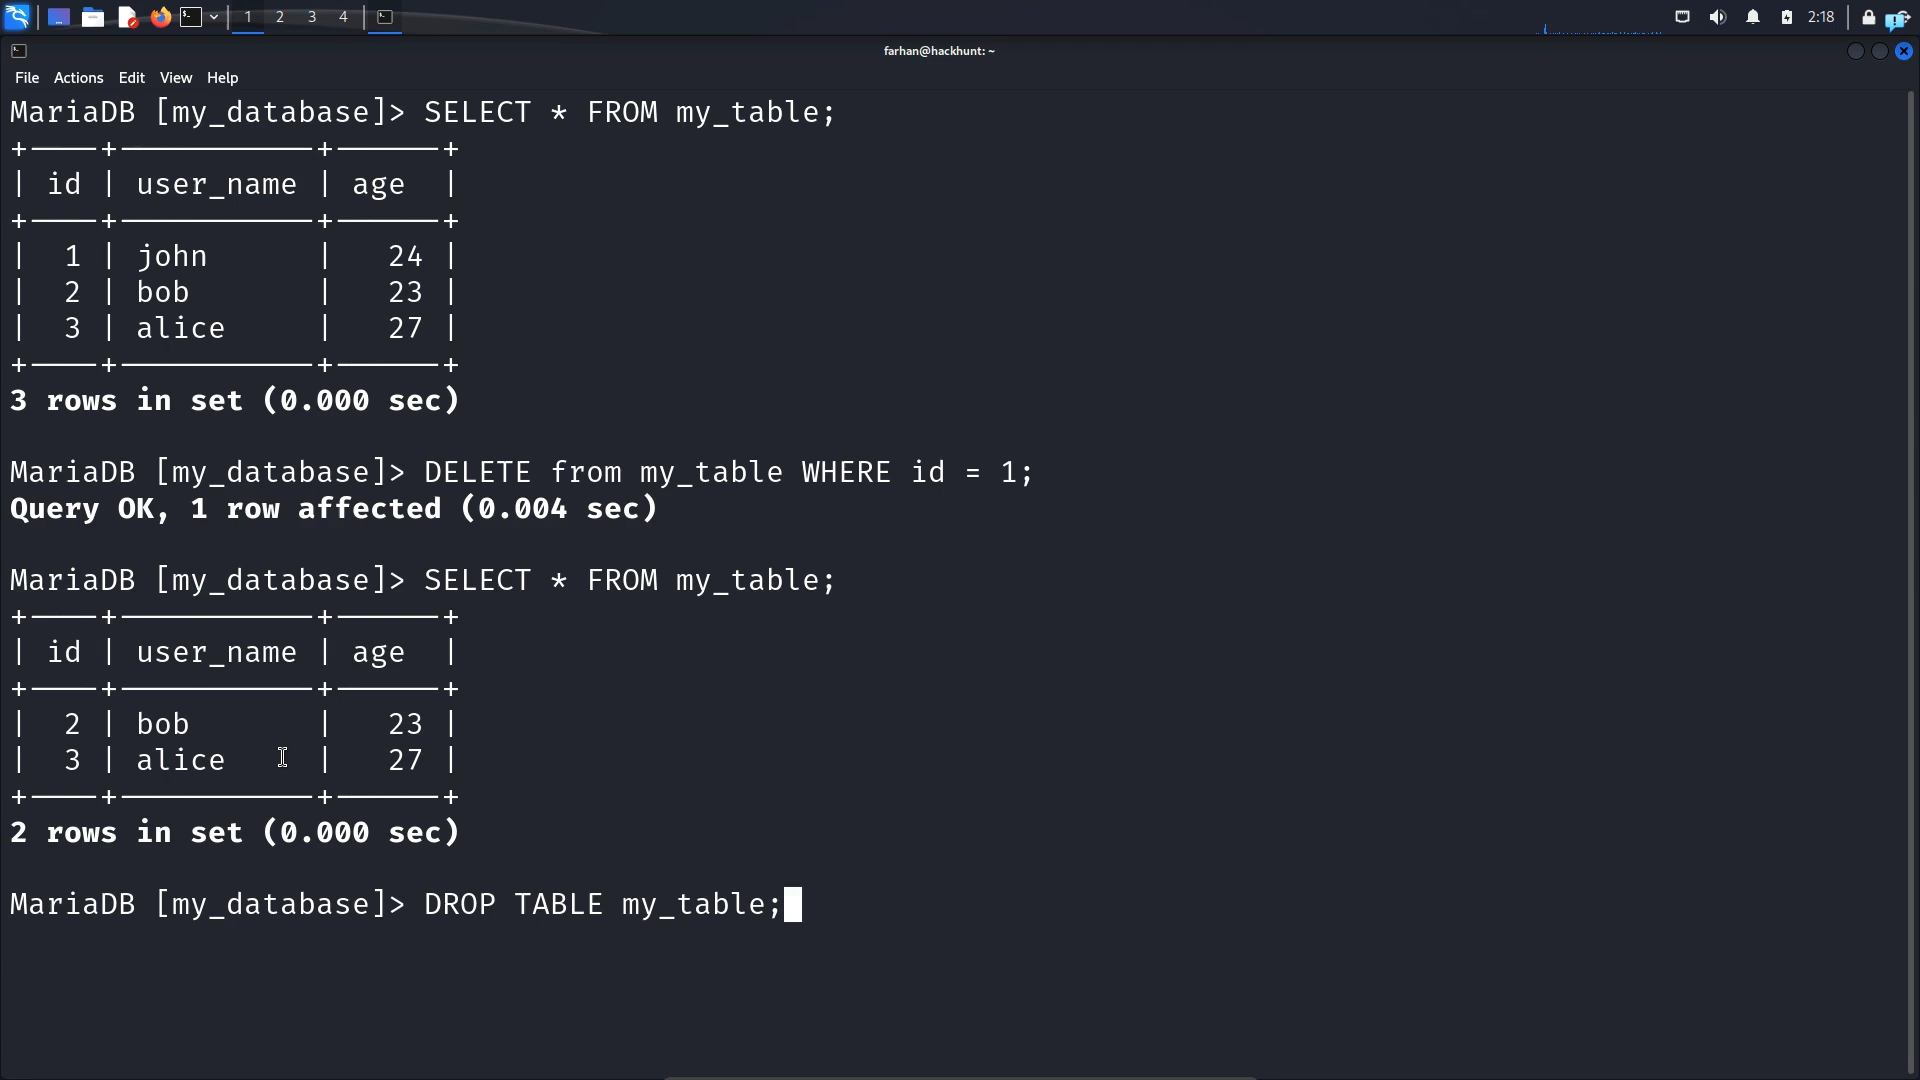 1 2 3 4 2:18
farhan@hackhunt: ~
File Actions Edit View Help
MariaDB [my_database]> SELECT * FROM my_table;
| id | user_name | age |
| 1 | john | 24 |
| 2 | bob | 23 |
| 3 | alice | 27 |
3 rows in set (0.000 sec)
MariaDB [my_database]> DELETE from my_table WHERE id = 1;
Query OK, 1 row affected (0.004 sec)
MariaDB [my_database]> SELECT * FROM my_table;
| id | user_name | age |
| 2 | bob | 23 |
| 3 | alice | 27 |
2 rows in set (0.000 sec)
MariaDB [my_database]> DROP TABLE my_table;